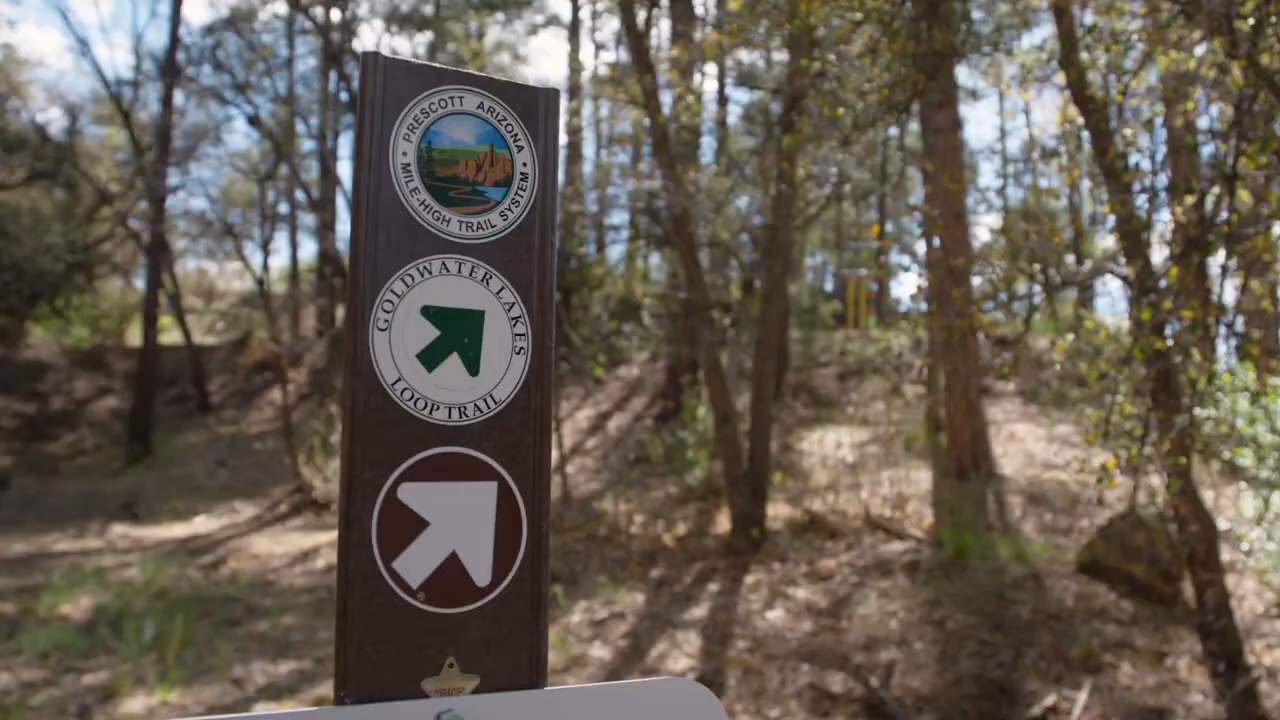 PRESCOTT ARIZONA
MILE-HIGH TRAIL SYSTEM
GOLDWATER LAKES
LOOP TRAIL